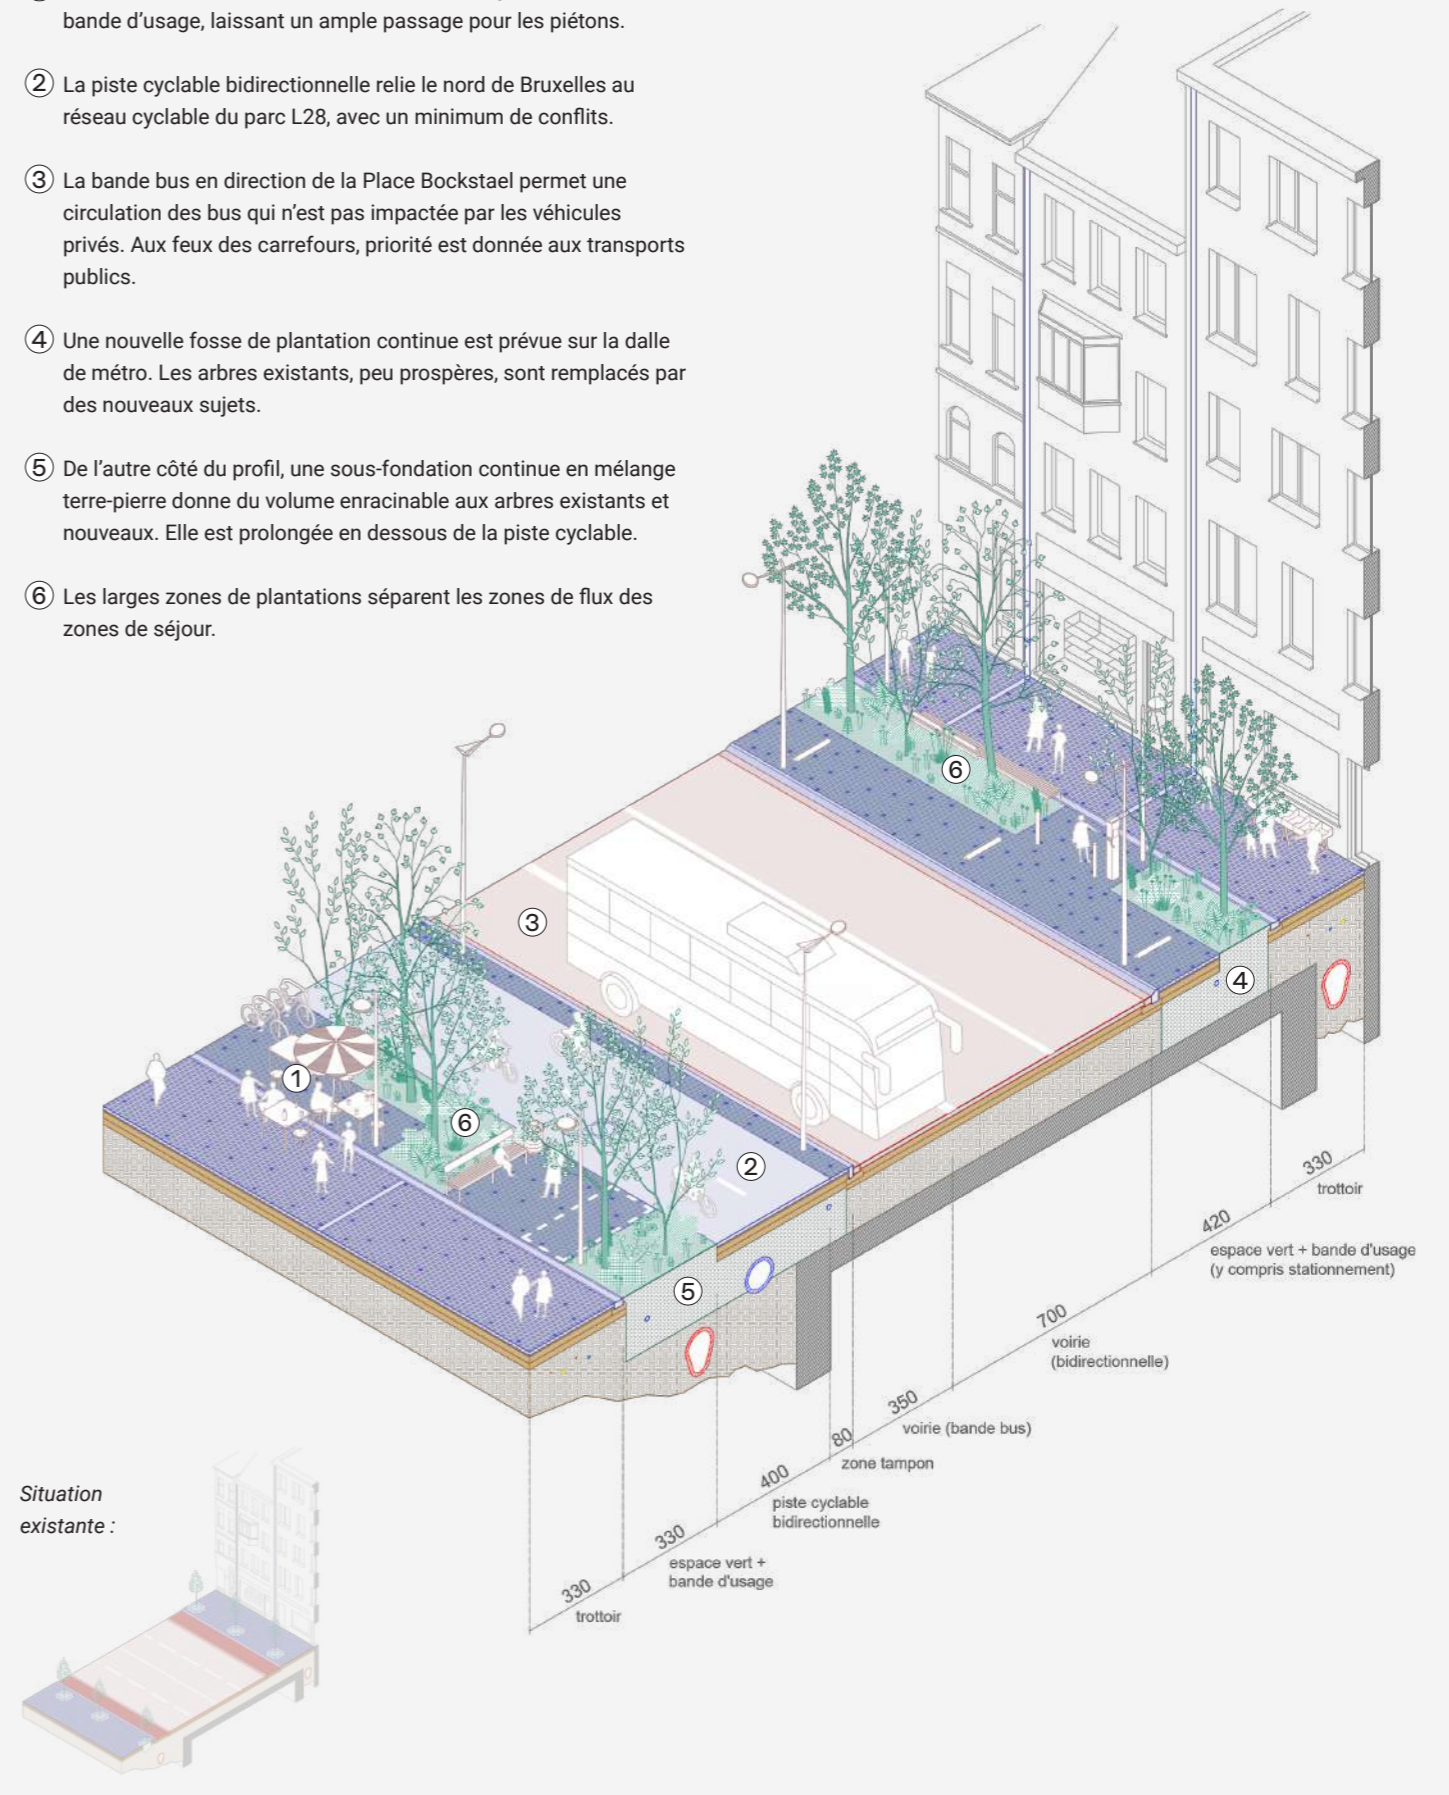 bande d’usage, laissant un ample passage pour les piétons.
② La piste cyclable bidirectionnelle relie le nord de Bruxelles au
réseau cyclable du parc L28, avec un minimum de conflits.
③ La bande bus en direction de la Place Bockstael permet une
circulation des bus qui n’est pas impactée par les véhicules
privés. Aux feux des carrefours, priorité est donnée aux transports
publics.
④ Une nouvelle fosse de plantation continue est prévue sur la dalle
de métro. Les arbres existants, peu prospères, sont remplacés par
des nouveaux sujets.
⑤ De l’autre côté du profil, une sous-fondation continue en mélange
terre-pierre donne du volume enracinable aux arbres existants et
nouveaux. Elle est prolongée en dessous de la piste cyclable.
⑥ Les larges zones de plantations séparent les zones de flux des
zones de séjour.
⑥
③
④
①
⑥
②
⑤
330
trottoir
420
espace vert + bande d'usage
(y compris stationnement)
700
voirie
(bidirectionnelle)
350
voirie (bande bus)
80
zone tampon
400
piste cyclable
bidirectionnelle
330
espace vert +
bande d'usage
330
trottoir
Situation
existante :